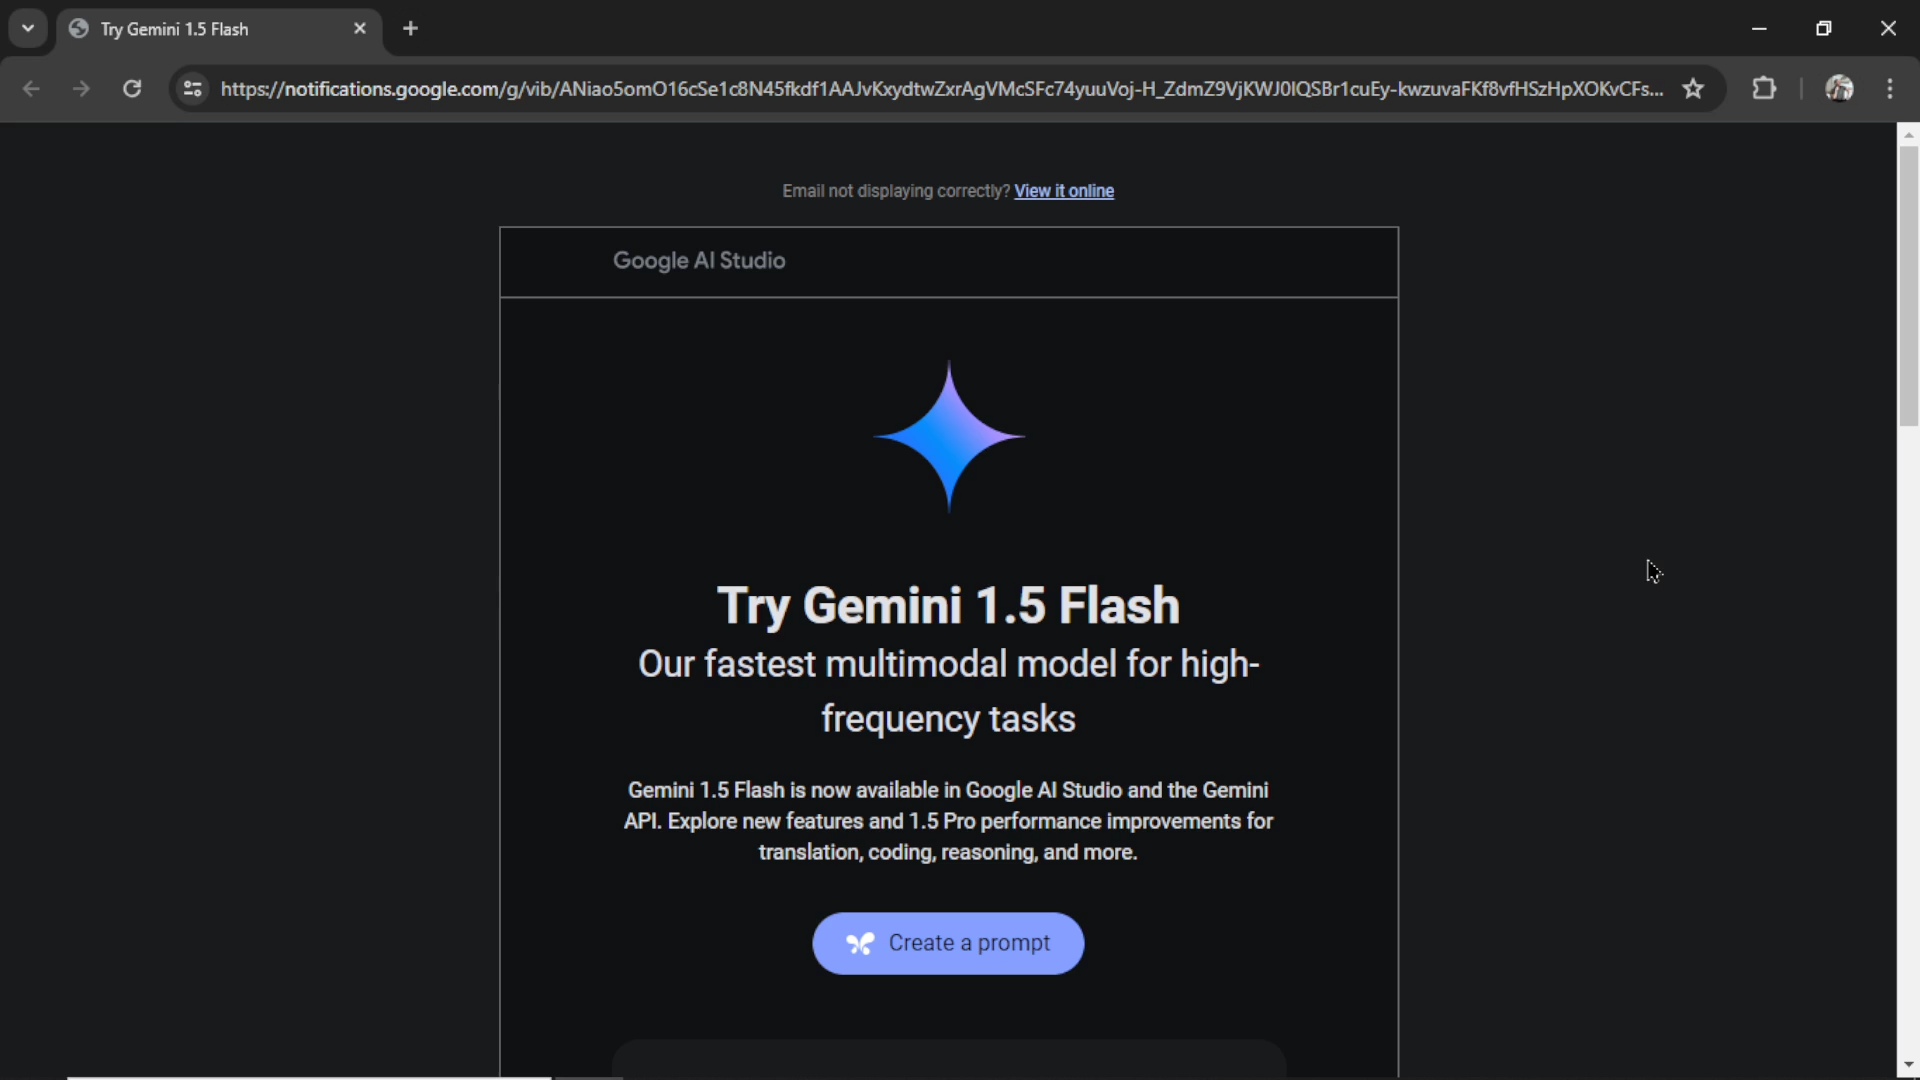 Try Gemini 1.5 Flash
https://notifications.google.com/g/vib/ANiao5omO16cSe1c8N45fkdf1AAJvKxydtwZxrAgVMcSFc74yuuVoj-H_ZdmZ9VjKWJ0IQSBr1cuEy-kwzuvaFKf8vfHSzHpXOKvCFs...
Email not displaying correctly? View it online
Google AI Studio
Try Gemini 1.5 Flash
Our fastest multimodal model for high-
frequency tasks
Gemini 1.5 Flash is now available in Google AI Studio and the Gemini
API. Explore new features and 1.5 Pro performance improvements for
translation, coding, reasoning, and more.
Create a prompt